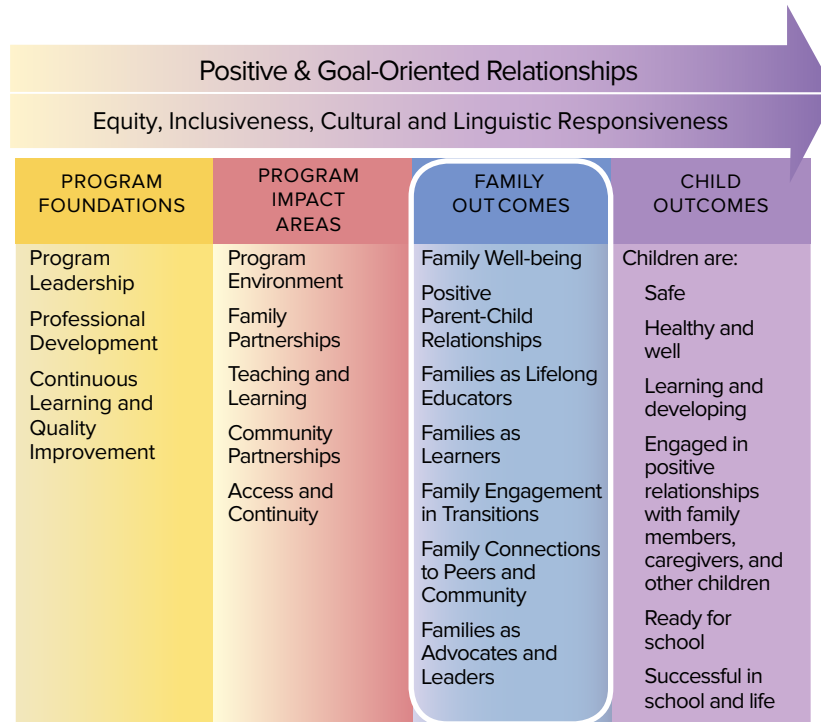 Positive & Goal-Oriented Relationships
Equity, Inclusiveness, Cultural and Linguistic Responsiveness
PROGRAM
FOUNDATIONS
Program
Leadership
Professional
Development
Continuous
Learning and
Quality
Improvement
PROGRAM
IMPACT
AREAS
Program
Environment
Family
Partnerships
Teaching and
Learning
Community
Partnerships
Access and
Continuity
FAMILY
OUTCOMES
Family Well-being
Positive
Parent-Child
Relationships
Families as Lifelong
Educators
Families as
Learners
Family Engagement
in Transitions
Family Connections
to Peers and
Community
Families as
Advocates and
Leaders
CHILD
OUTCOMES
Children are:
Safe
Healthy and
well
Learning and
developing
Engaged in
positive
relationships
with family
members,
caregivers, and
other children
Ready for
school
Successful in
school and life